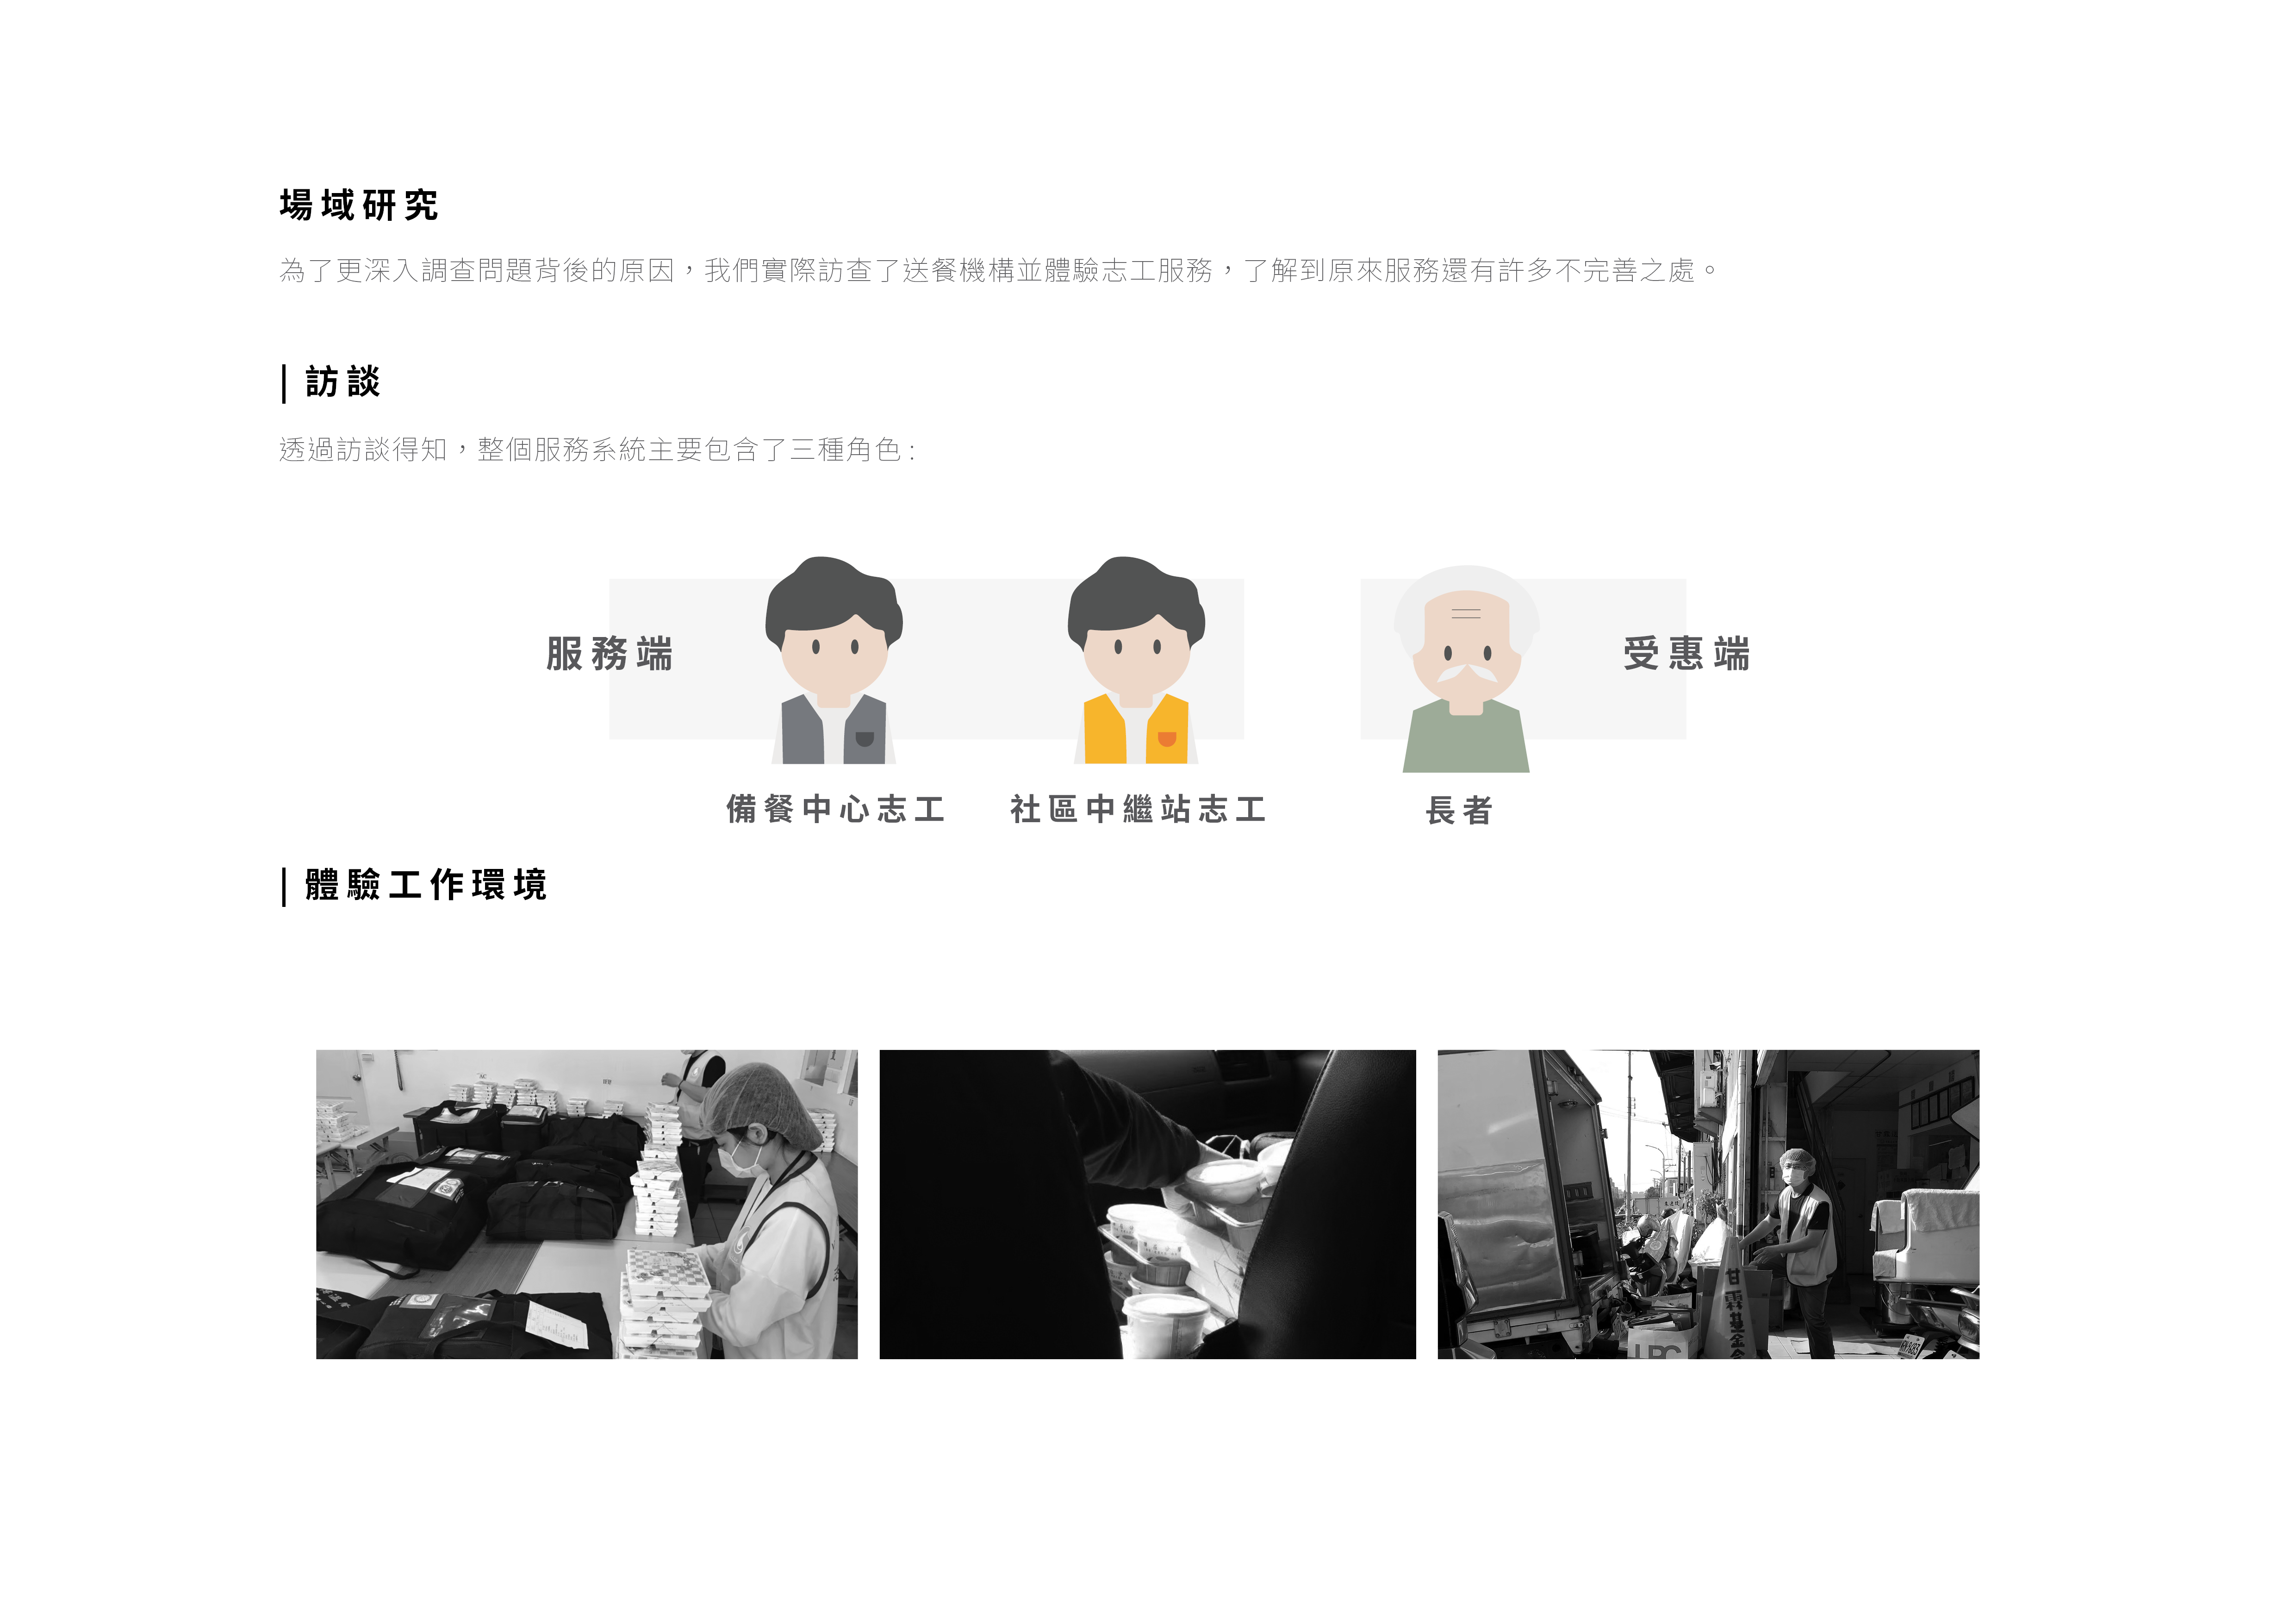 場域研究
為了更深入調查問題背後的原因，我們實際訪查了送餐機構並體驗志工服務，了解到原來服務還有許多不完善之處。
| 訪談
透過訪談得知，整個服務系統主要包含了三種角色 :
服務端
受惠端
備餐中心志工
社區中繼站志工
長者
| 體驗工作環境
甘霖基金會